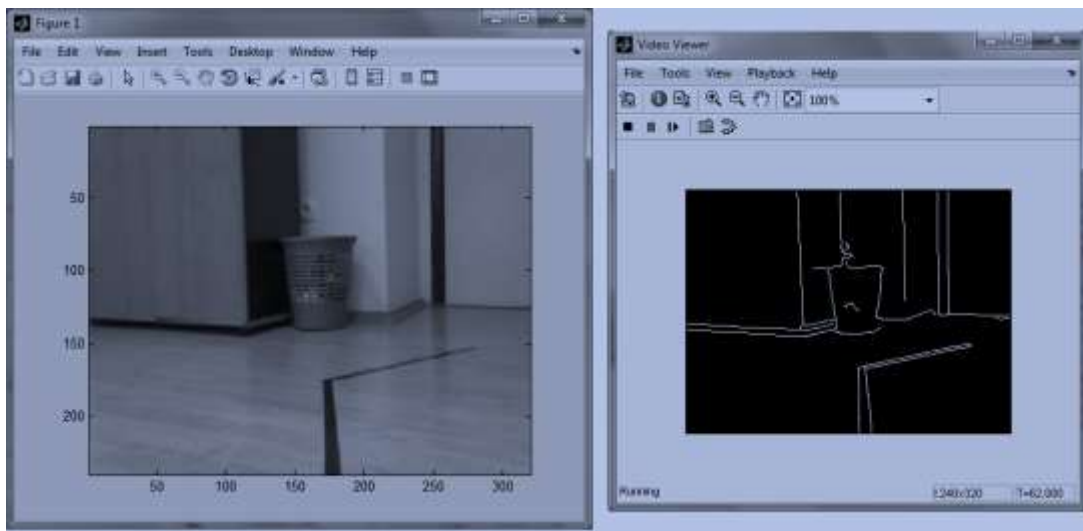 Figure 1
File Edit View Insert Tools Desktop Window Help
50
100
150
200
50 100 150 200 250 300
Video Viewer
File Tools View Playback Help
100%
Running
I:240x320 T=62.000